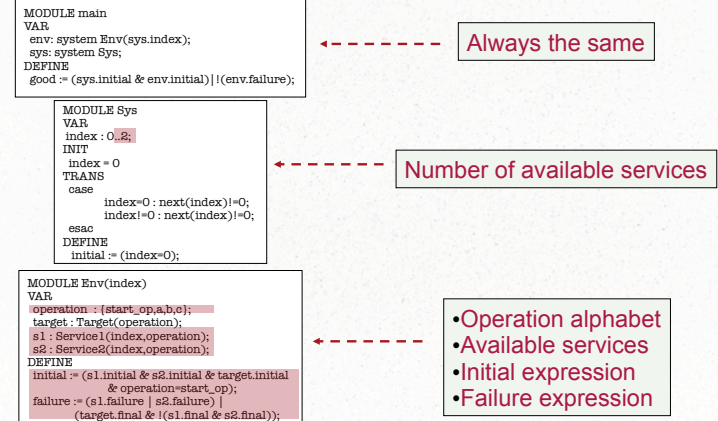 MODULE main
VAR
env: system Env(sys.index);
sys: system Sys;
DEFINE
good := (sys.initial & env.initial)|!(env.failure);
Always the same
MODULE Sys
VAR
index : 0..2;
INIT
index = 0
TRANS
case
index=0 : next(index)!=0;
index!=0 : next(index)!=0;
esac
DEFINE
initial := (index=0);
Number of available services
MODULE Env(index)
VAR
operation : {start_op,a,b,c};
target : Target(operation);
s1 : Service1(index,operation);
s2 : Service2(index,operation);
DEFINE
initial := (s1.initial & s2.initial & target.initial
& operation=start_op);
failure := (s1.failure | s2.failure) |
(target.final & !(s1.final & s2.final));
•Operation alphabet
•Available services
•Initial expression
•Failure expression